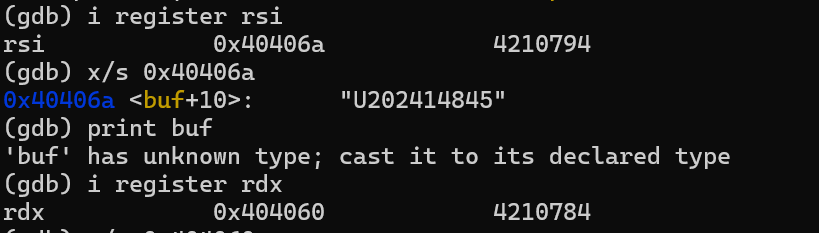 (gdb) i register rsi
rsi            0x40406a            4210794
(gdb) x/s 0x40406a
0x40406a <buf+10>:      "U202414845"
(gdb) print buf
'buf' has unknown type; cast it to its declared type
(gdb) i register rdx
rdx            0x404060            4210784